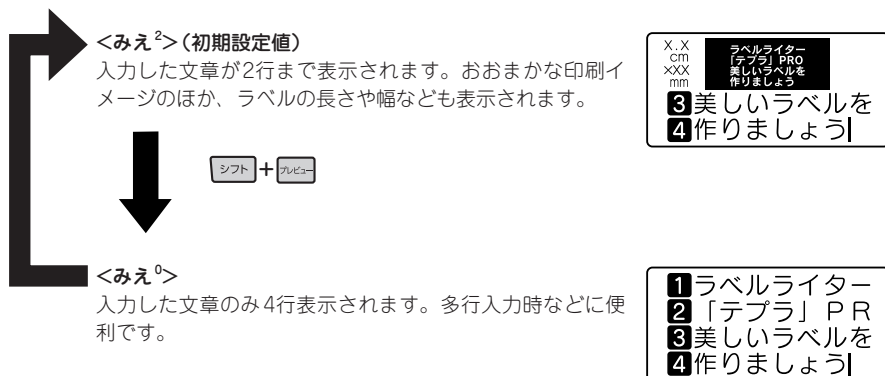 <みえ²>(初期設定値)
入力した文章が2行まで表示されます。おおまかな印刷イ
メージのほか、ラベルの長さや幅なども表示されます。
X.X
cm
×××
mm
ラベルライター
「テプラ」PRO
美しいラベルを
作りましょう
3美しいラベルを
4作りましょう
シフト+プレビュー
<みえ⁰>
入力した文章のみ4行表示されます。多行入力時などに便
利です。
1ラベルライター
2「テプラ」PR
3美しいラベルを
4作りましょう